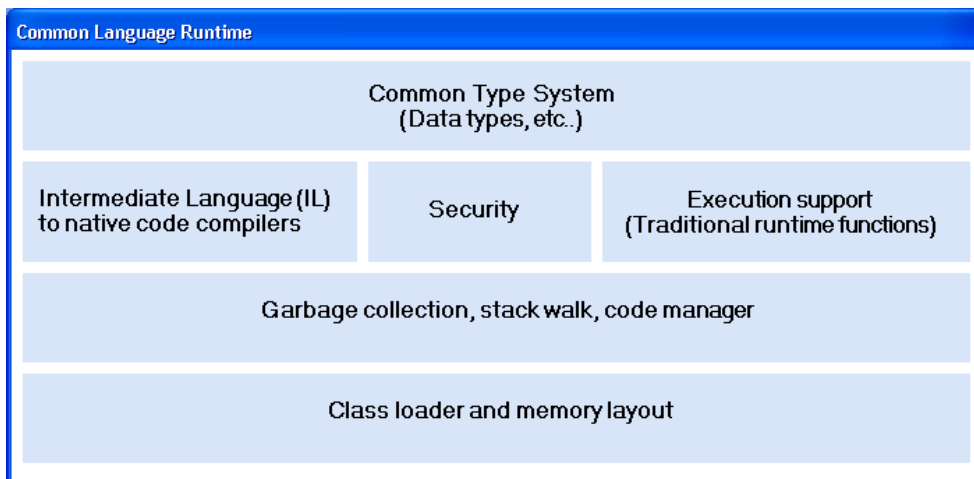 Common Language Runtime
Common Type System
(Data types, etc..)
Intermediate Language (IL)
to native code compilers
Security
Execution support
(Traditional runtime functions)
Garbage collection, stack walk, code manager
Class loader and memory layout